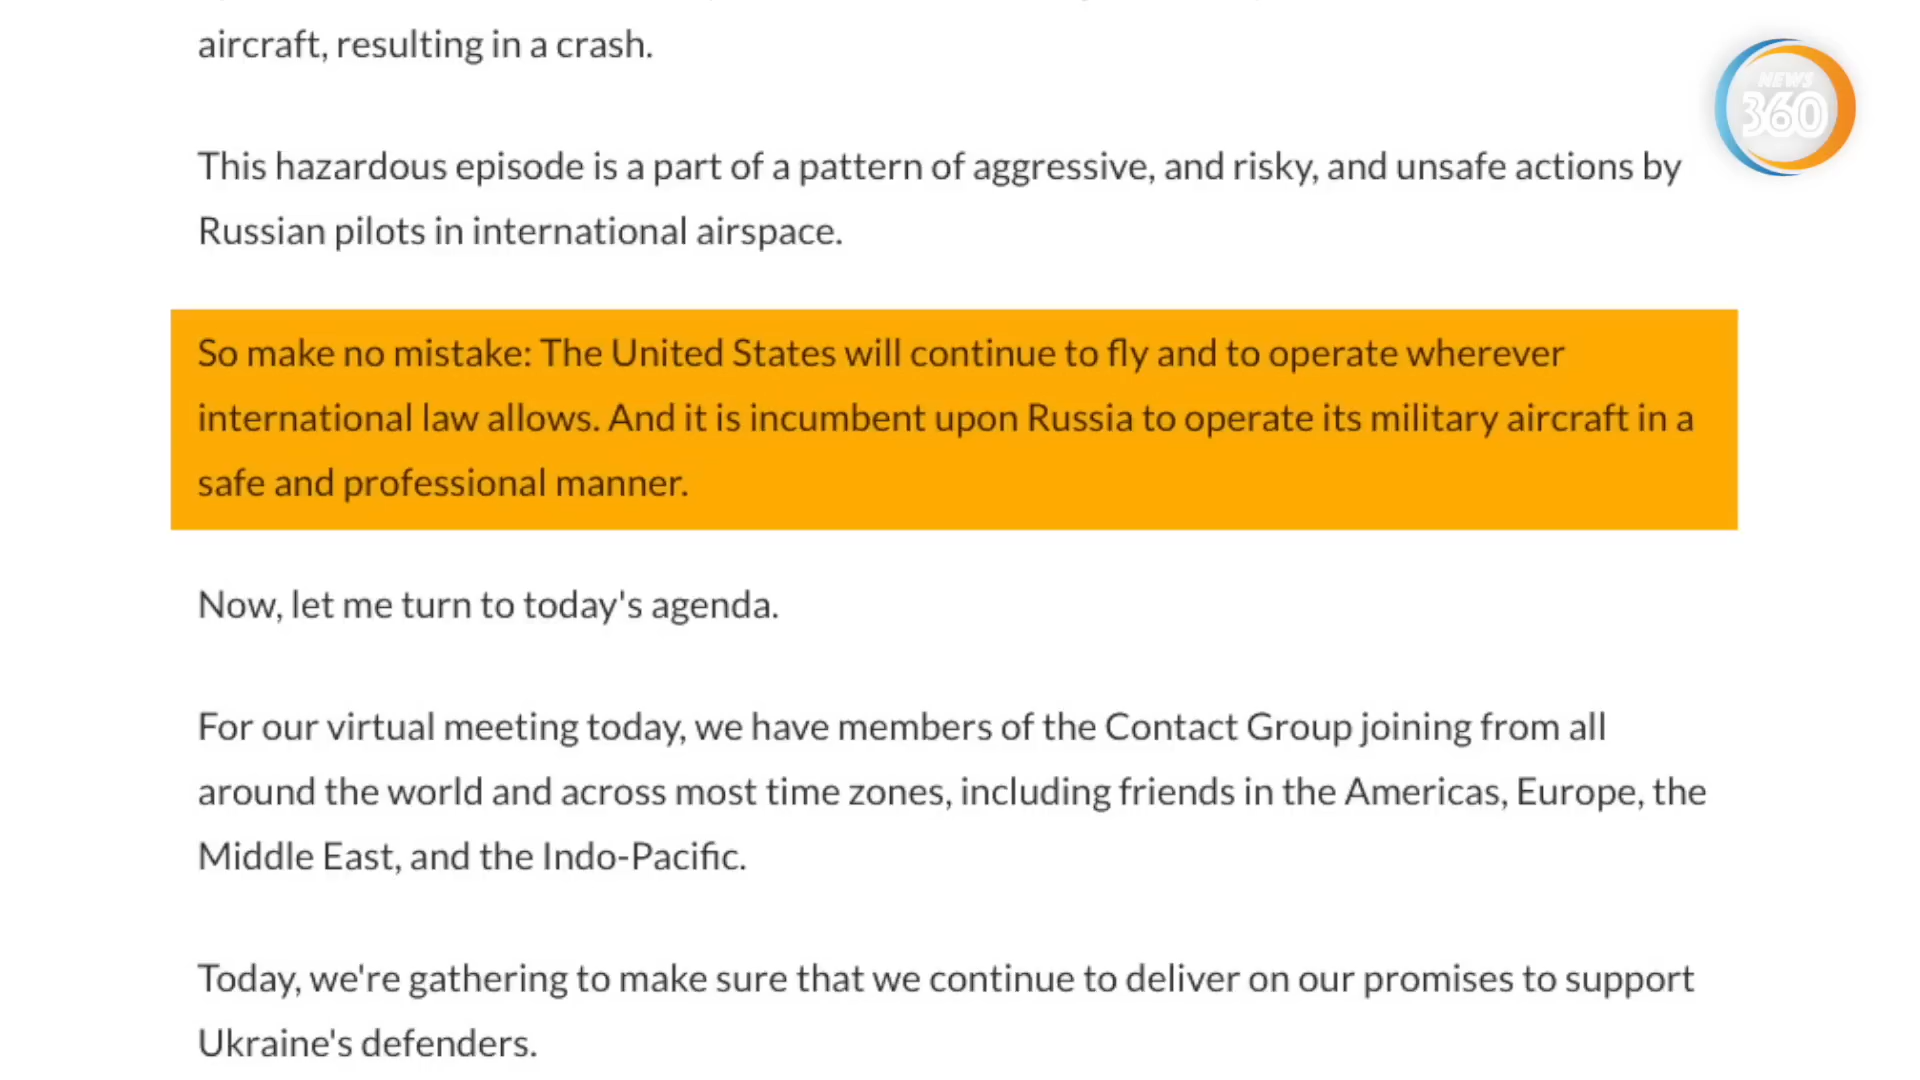 aircraft, resulting in a crash.
NEWS
360
This hazardous episode is a part of a pattern of aggressive, and risky, and unsafe actions by
Russian pilots in international airspace.
So make no mistake: The United States will continue to fly and to operate wherever
international law allows. And it is incumbent upon Russia to operate its military aircraft in a
safe and professional manner.
Now, let me turn to today's agenda.
For our virtual meeting today, we have members of the Contact Group joining from all
around the world and across most time zones, including friends in the Americas, Europe, the
Middle East, and the Indo-Pacific.
Today, we're gathering to make sure that we continue to deliver on our promises to support
Ukraine's defenders.